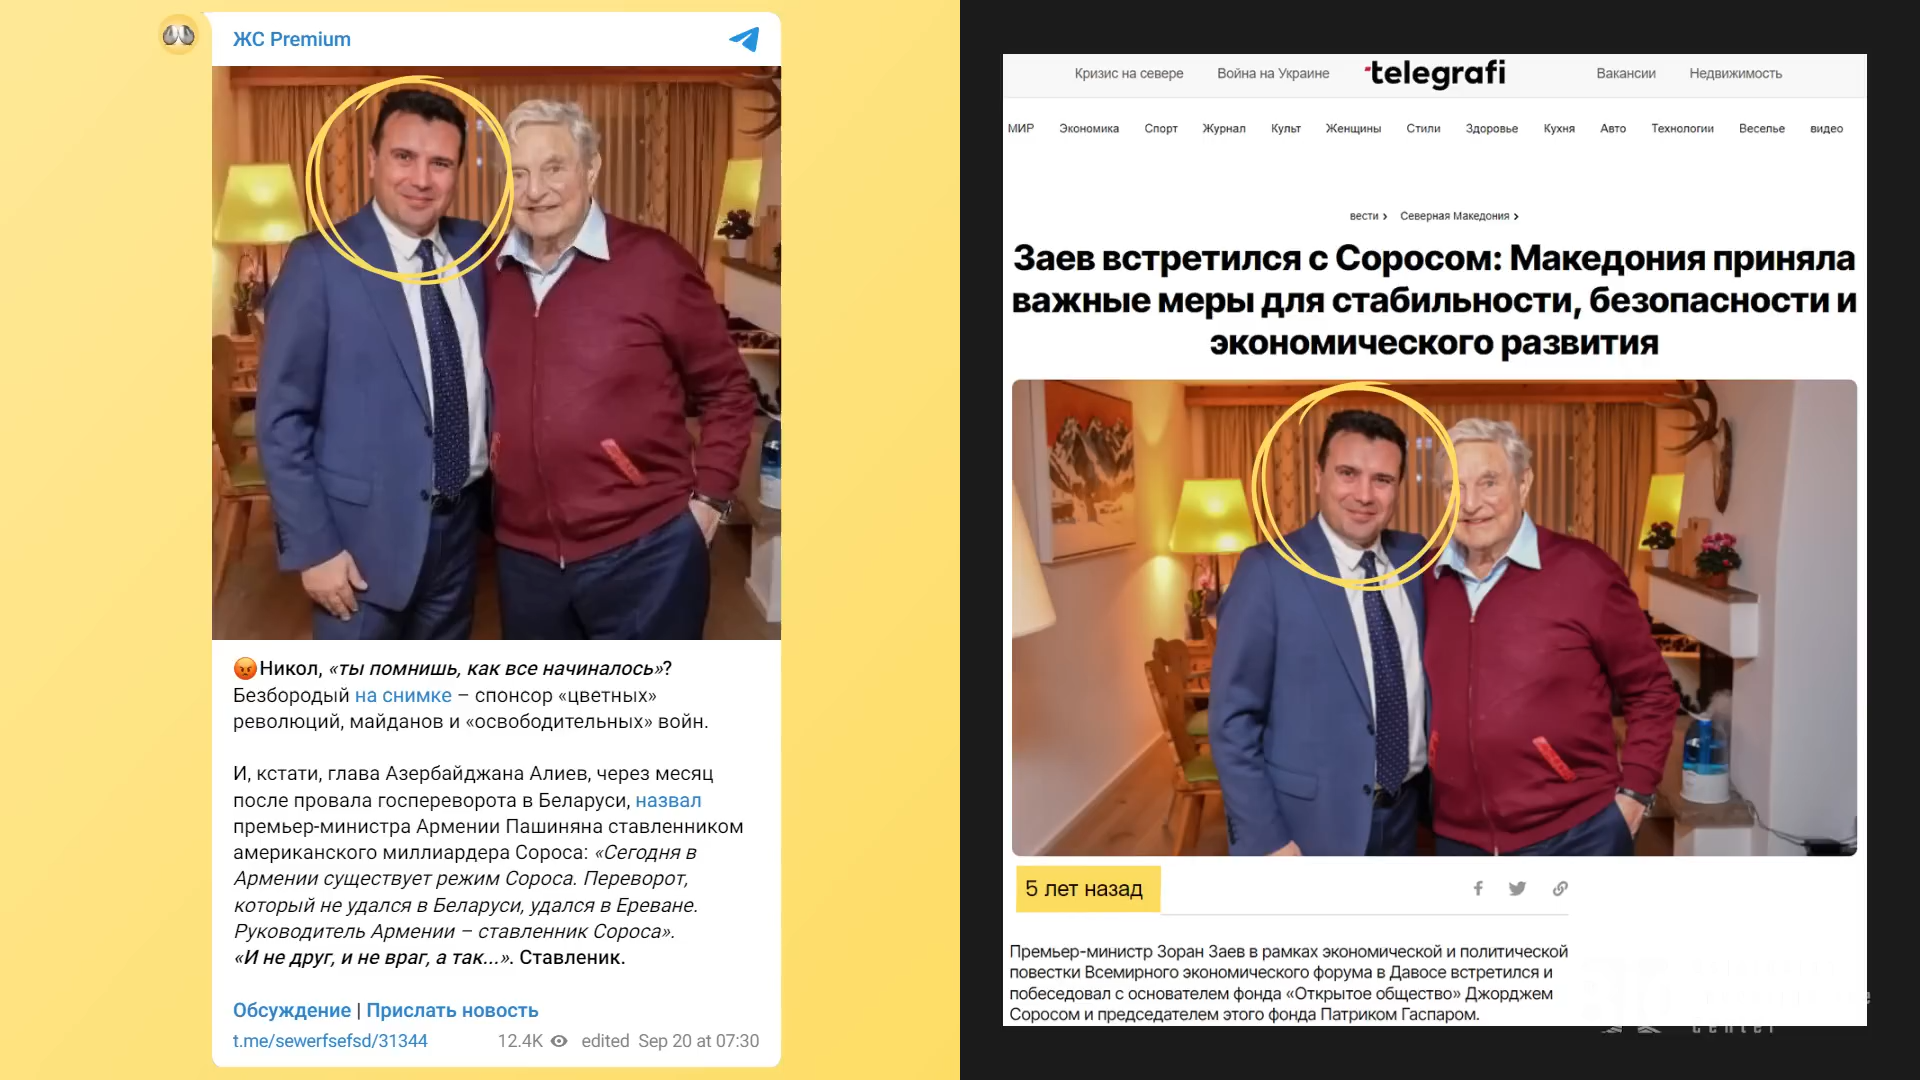 ЖС Premium
😡Никол, «ты помнишь, как все начиналось»?
Безбородый на снимке – спонсор «цветных»
революций, майданов и «освободительных» войн.
И, кстати, глава Азербайджана Алиев, через месяц
после провала госпереворота в Беларуси, назвал
премьер-министра Армении Пашиняна ставленником
американского миллиардера Сороса: «Сегодня в
Армении существует режим Сороса. Переворот,
который не удался в Беларуси, удался в Ереване.
Руководитель Армении – ставленник Сороса».
«И не друг, и не враг, а так...». Ставленик.
Обсуждение | Прислать новость
t.me/sewerfsefsd/31344 12.4K edited Sep 20 at 07:30
Кризис на севере Война на Украине telegrafi Вакансии Недвижимость
МИР Экономика Спорт Журнал Культ Женщины Стили Здоровье Кухня Авто Технологии Веселье видео
вести › Северная Македония ›
Заев встретился с Соросом: Македония приняла
важные меры для стабильности, безопасности и
экономического развития
5 лет назад
Премьер-министр Зоран Заев в рамках экономической и политической
повестки Всемирного экономического форума в Давосе встретился и
побеседовал с основателем фонда «Открытое общество» Джорджем
Соросом и председателем этого фонда Патриком Гаспаром.
center